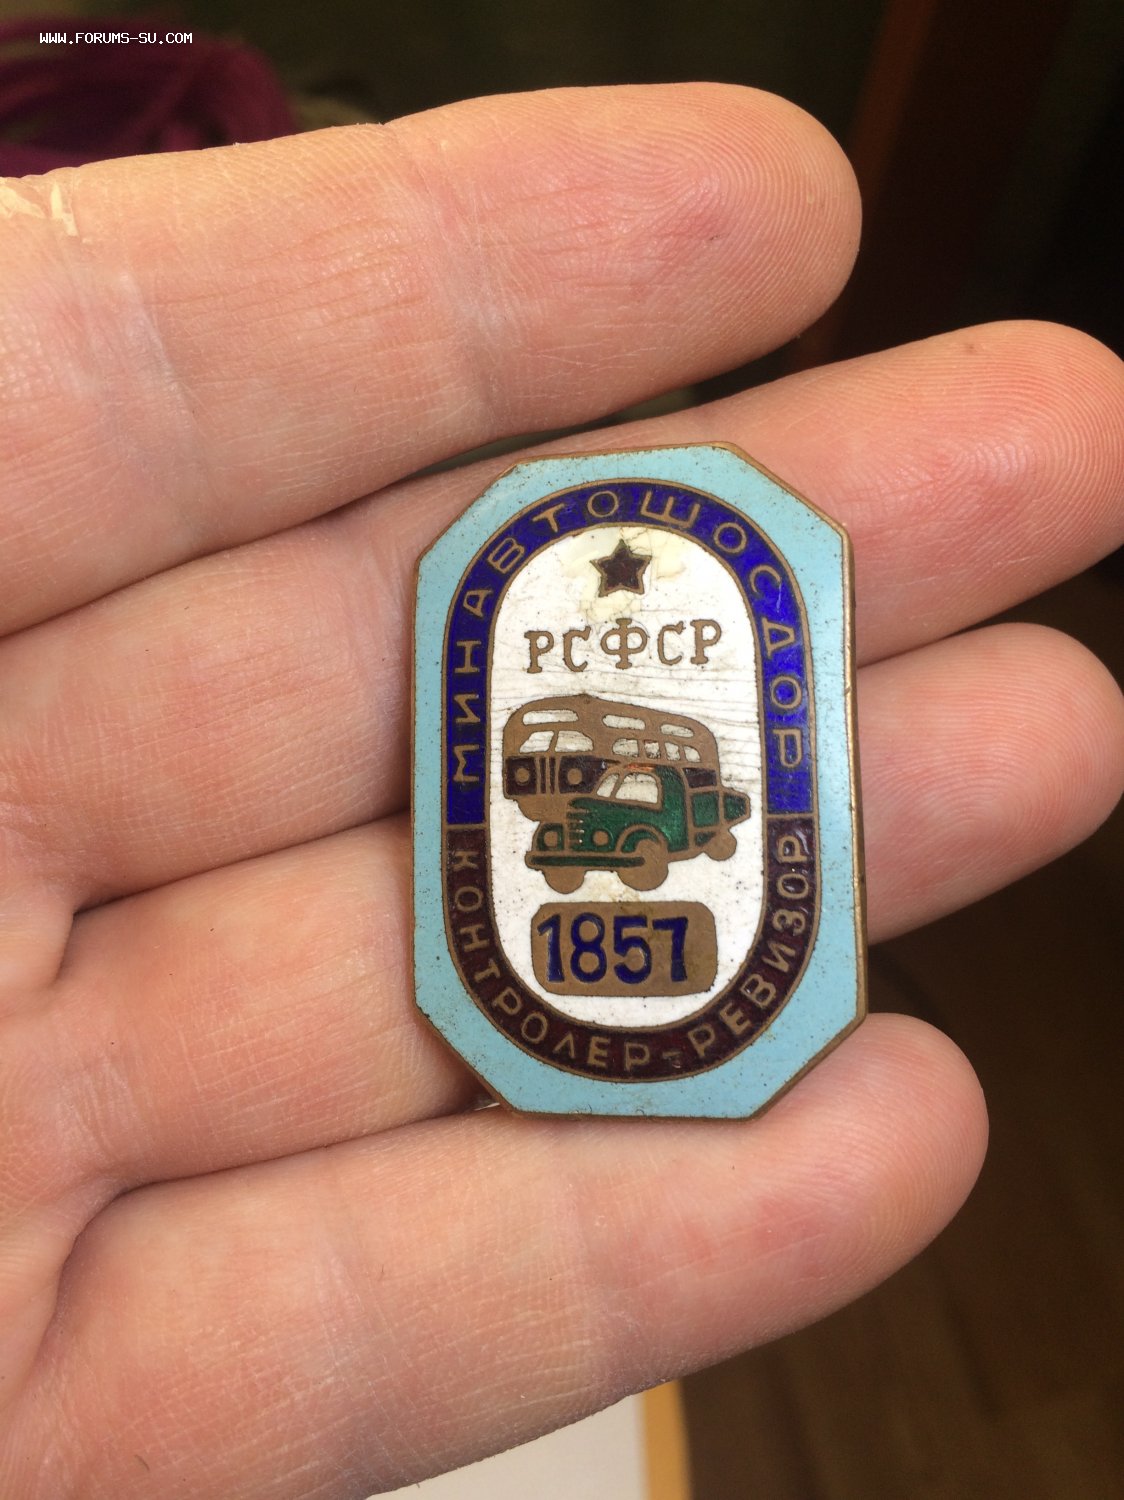 WWW.FORUMS-SU.COM
МИНАВТОШОСДОР
РСФСР
1857
КОНТРОЛЕР-РЕВИЗОР